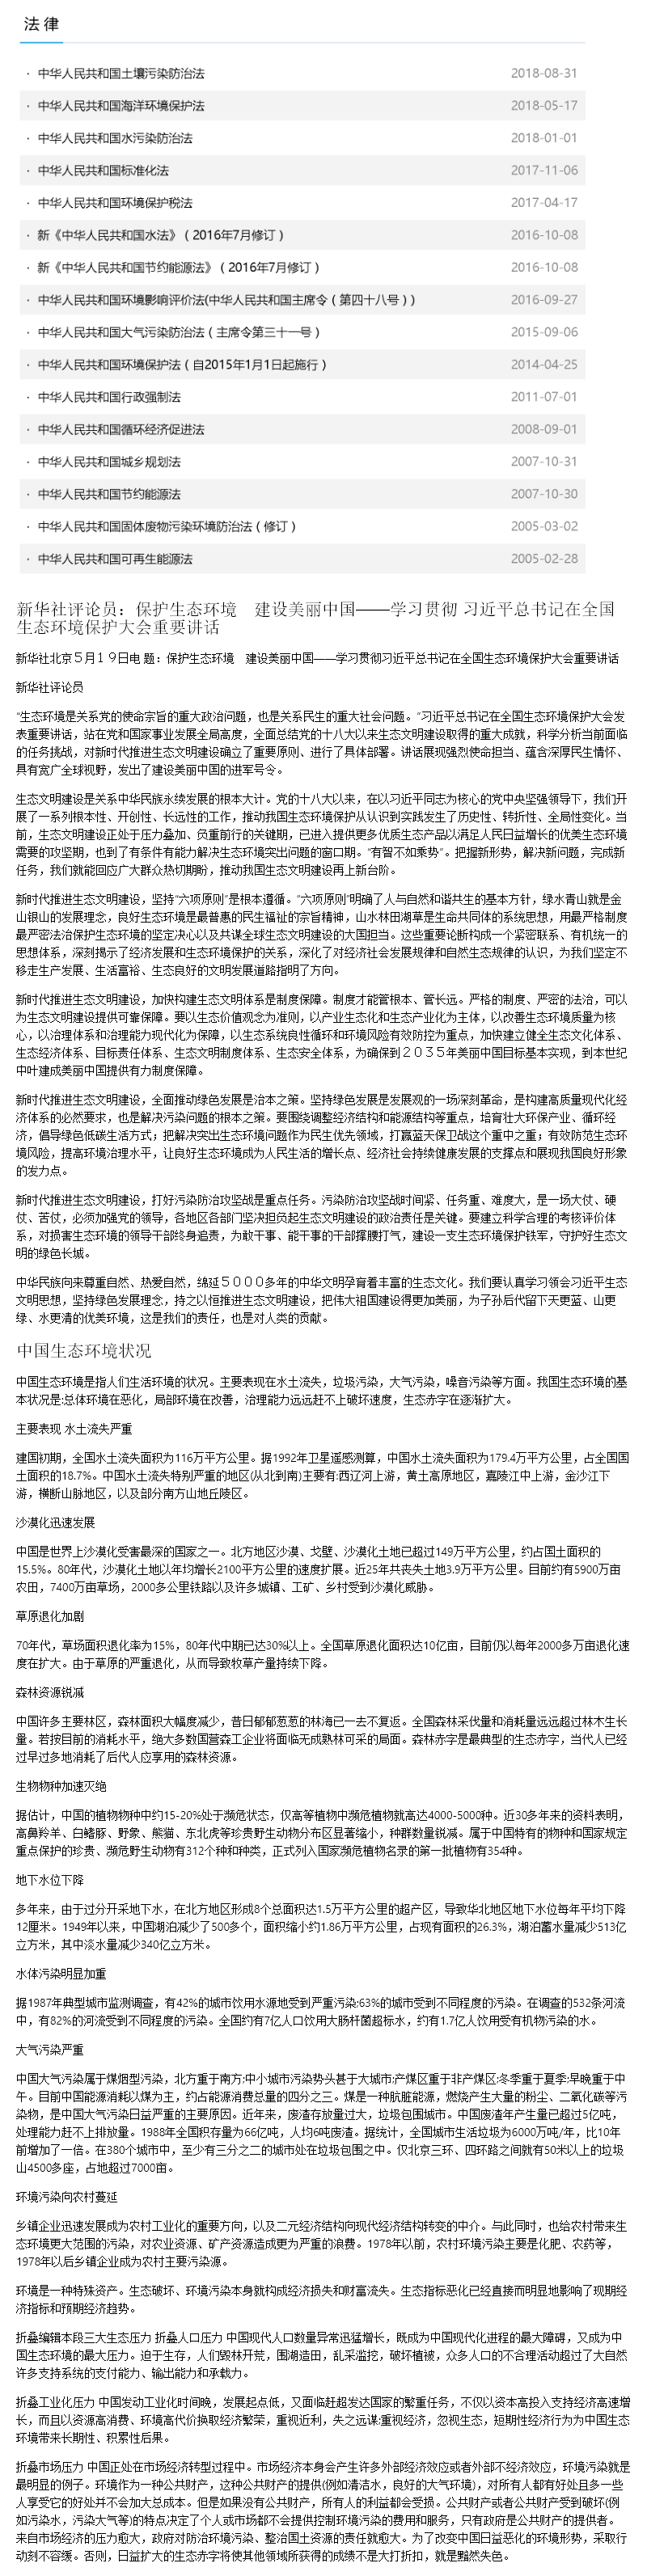 法 律
· 中华人民共和国土壤污染防治法 2018-08-31
· 中华人民共和国海洋环境保护法 2018-05-17
· 中华人民共和国水污染防治法 2018-01-01
· 中华人民共和国标准化法 2017-11-06
· 中华人民共和国环境保护税法 2017-04-17
· 新《中华人民共和国水法》（2016年7月修订） 2016-10-08
· 新《中华人民共和国节约能源法》（2016年7月修订） 2016-10-08
· 中华人民共和国环境影响评价法(中华人民共和国主席令（第四十八号）) 2016-09-27
· 中华人民共和国大气污染防治法（主席令第三十一号） 2015-09-06
· 中华人民共和国环境保护法（自2015年1月1日起施行） 2014-04-25
· 中华人民共和国行政强制法 2011-07-01
· 中华人民共和国循环经济促进法 2008-09-01
· 中华人民共和国城乡规划法 2007-10-31
· 中华人民共和国节约能源法 2007-10-30
· 中华人民共和国固体废物污染环境防治法（修订） 2005-03-02
· 中华人民共和国可再生能源法 2005-02-28
新华社评论员：保护生态环境　建设美丽中国——学习贯彻 习近平总书记在全国
生态环境保护大会重要讲话
新华社北京５月１９日电 题：保护生态环境　建设美丽中国——学习贯彻习近平总书记在全国生态环境保护大会重要讲话
新华社评论员
“生态环境是关系党的使命宗旨的重大政治问题，也是关系民生的重大社会问题。”习近平总书记在全国生态环境保护大会发
表重要讲话，站在党和国家事业发展全局高度，全面总结党的十八大以来生态文明建设取得的重大成就，科学分析当前面临
的任务挑战，对新时代推进生态文明建设确立了重要原则、进行了具体部署。讲话展现强烈使命担当、蕴含深厚民生情怀、
具有宽广全球视野，发出了建设美丽中国的进军号令。
生态文明建设是关系中华民族永续发展的根本大计。党的十八大以来，在以习近平同志为核心的党中央坚强领导下，我们开
展了一系列根本性、开创性、长远性的工作，推动我国生态环境保护从认识到实践发生了历史性、转折性、全局性变化。当
前，生态文明建设正处于压力叠加、负重前行的关键期，已进入提供更多优质生态产品以满足人民日益增长的优美生态环境
需要的攻坚期，也到了有条件有能力解决生态环境突出问题的窗口期。“有智不如乘势”。把握新形势，解决新问题，完成新
任务，我们就能回应广大群众热切期盼，推动我国生态文明建设再上新台阶。
新时代推进生态文明建设，坚持“六项原则”是根本遵循。“六项原则”明确了人与自然和谐共生的基本方针，绿水青山就是金
山银山的发展理念，良好生态环境是最普惠的民生福祉的宗旨精神，山水林田湖草是生命共同体的系统思想，用最严格制度
最严密法治保护生态环境的坚定决心以及共谋全球生态文明建设的大国担当。这些重要论断构成一个紧密联系、有机统一的
思想体系，深刻揭示了经济发展和生态环境保护的关系，深化了对经济社会发展规律和自然生态规律的认识，为我们坚定不
移走生产发展、生活富裕、生态良好的文明发展道路指明了方向。
新时代推进生态文明建设，加快构建生态文明体系是制度保障。制度才能管根本、管长远。严格的制度、严密的法治，可以
为生态文明建设提供可靠保障。要以生态价值观念为准则，以产业生态化和生态产业化为主体，以改善生态环境质量为核
心，以治理体系和治理能力现代化为保障，以生态系统良性循环和环境风险有效防控为重点，加快建立健全生态文化体系、
生态经济体系、目标责任体系、生态文明制度体系、生态安全体系，为确保到２０３５年美丽中国目标基本实现，到本世纪
中叶建成美丽中国提供有力制度保障。
新时代推进生态文明建设，全面推动绿色发展是治本之策。坚持绿色发展是发展观的一场深刻革命，是构建高质量现代化经
济体系的必然要求，也是解决污染问题的根本之策。要围绕调整经济结构和能源结构等重点，培育壮大环保产业、循环经
济，倡导绿色低碳生活方式；把解决突出生态环境问题作为民生优先领域，打赢蓝天保卫战这个重中之重；有效防范生态环
境风险，提高环境治理水平，让良好生态环境成为人民生活的增长点、经济社会持续健康发展的支撑点和展现我国良好形象
的发力点。
新时代推进生态文明建设，打好污染防治攻坚战是重点任务。污染防治攻坚战时间紧、任务重、难度大，是一场大仗、硬
仗、苦仗，必须加强党的领导，各地区各部门坚决担负起生态文明建设的政治责任是关键。要建立科学合理的考核评价体
系，对损害生态环境的领导干部终身追责，为敢干事、能干事的干部撑腰打气，建设一支生态环境保护铁军，守护好生态文
明的绿色长城。
中华民族向来尊重自然、热爱自然，绵延５０００多年的中华文明孕育着丰富的生态文化。我们要认真学习领会习近平生态
文明思想，坚持绿色发展理念，持之以恒推进生态文明建设，把伟大祖国建设得更加美丽，为子孙后代留下天更蓝、山更
绿、水更清的优美环境，这是我们的责任，也是对人类的贡献。
中国生态环境状况
中国生态环境是指人们生活环境的状况。主要表现在水土流失，垃圾污染，大气污染，噪音污染等方面。我国生态环境的基
本状况是:总体环境在恶化，局部环境在改善，治理能力远远赶不上破坏速度，生态赤字在逐渐扩大。
主要表现 水土流失严重
建国初期，全国水土流失面积为116万平方公里。据1992年卫星遥感测算，中国水土流失面积为179.4万平方公里，占全国国
土面积的18.7%。中国水土流失特别严重的地区(从北到南)主要有:西辽河上游，黄土高原地区，嘉陵江中上游，金沙江下
游，横断山脉地区，以及部分南方山地丘陵区。
沙漠化迅速发展
中国是世界上沙漠化受害最深的国家之一。北方地区沙漠、戈壁、沙漠化土地已超过149万平方公里，约占国土面积的
15.5%。80年代，沙漠化土地以年均增长2100平方公里的速度扩展。近25年共丧失土地3.9万平方公里。目前约有5900万亩
农田，7400万亩草场，2000多公里铁路以及许多城镇、工矿、乡村受到沙漠化威胁。
草原退化加剧
70年代，草场面积退化率为15%，80年代中期已达30%以上。全国草原退化面积达10亿亩，目前仍以每年2000多万亩退化速
度在扩大。由于草原的严重退化，从而导致牧草产量持续下降。
森林资源锐减
中国许多主要林区，森林面积大幅度减少，昔日郁郁葱葱的林海已一去不复返。全国森林采伐量和消耗量远远超过林木生长
量。若按目前的消耗水平，绝大多数国营森工企业将面临无成熟林可采的局面。森林赤字是最典型的生态赤字，当代人已经
过早过多地消耗了后代人应享用的森林资源。
生物物种加速灭绝
据估计，中国的植物物种中约15-20%处于濒危状态，仅高等植物中濒危植物就高达4000-5000种。近30多年来的资料表明，
高鼻羚羊、白鳍豚、野象、熊猫、东北虎等珍贵野生动物分布区显著缩小，种群数量锐减。属于中国特有的物种和国家规定
重点保护的珍贵、濒危野生动物有312个种和种类，正式列入国家濒危植物名录的第一批植物有354种。
地下水位下降
多年来，由于过分开采地下水，在北方地区形成8个总面积达1.5万平方公里的超产区，导致华北地区地下水位每年平均下降
12厘米。1949年以来，中国湖泊减少了500多个，面积缩小约1.86万平方公里，占现有面积的26.3%，湖泊蓄水量减少513亿
立方米，其中淡水量减少340亿立方米。
水体污染明显加重
据1987年典型城市监测调查，有42%的城市饮用水源地受到严重污染;63%的城市受到不同程度的污染。在调查的532条河流
中，有82%的河流受到不同程度的污染。全国约有7亿人口饮用大肠杆菌超标水，约有1.7亿人饮用受有机物污染的水。
大气污染严重
中国大气污染属于煤烟型污染，北方重于南方;中小城市污染势头甚于大城市;产煤区重于非产煤区;冬季重于夏季;早晚重于中
午。目前中国能源消耗以煤为主，约占能源消费总量的四分之三。煤是一种肮脏能源，燃烧产生大量的粉尘、二氧化碳等污
染物，是中国大气污染日益严重的主要原因。近年来，废渣存放量过大，垃圾包围城市。中国废渣年产生量已超过5亿吨，
处理能力赶不上排放量。1988年全国积存量为66亿吨，人均6吨废渣。据统计，全国城市生活垃圾为6000万吨/年，比10年
前增加了一倍。在380个城市中，至少有三分之二的城市处在垃圾包围之中。仅北京三环、四环路之间就有50米以上的垃圾
山4500多座，占地超过7000亩。
环境污染向农村蔓延
乡镇企业迅速发展成为农村工业化的重要方向，以及二元经济结构向现代经济结构转变的中介。与此同时，也给农村带来生
态环境更大范围的污染，对农业资源、矿产资源造成更为严重的浪费。1978年以前，农村环境污染主要是化肥、农药等，
1978年以后乡镇企业成为农村主要污染源。
环境是一种特殊资产。生态破坏、环境污染本身就构成经济损失和财富流失。生态指标恶化已经直接而明显地影响了现期经
济指标和预期经济趋势。
折叠编辑本段三大生态压力 折叠人口压力 中国现代人口数量异常迅猛增长，既成为中国现代化进程的最大障碍，又成为中
国生态环境的最大压力。迫于生存，人们毁林开荒，围湖造田，乱采滥挖，破坏植被，众多人口的不合理活动超过了大自然
许多支持系统的支付能力、输出能力和承载力。
折叠工业化压力 中国发动工业化时间晚，发展起点低，又面临赶超发达国家的繁重任务，不仅以资本高投入支持经济高速增
长，而且以资源高消费、环境高代价换取经济繁荣，重视近利，失之远谋;重视经济，忽视生态，短期性经济行为为中国生态
环境带来长期性、积累性后果。
折叠市场压力 中国正处在市场经济转型过程中。市场经济本身会产生许多外部经济效应或者外部不经济效应，环境污染就是
最明显的例子。环境作为一种公共财产，这种公共财产的提供(例如清洁水，良好的大气环境)，对所有人都有好处且多一些
人享受它的好处并不会加大总成本。但是如果没有公共财产，所有人的利益都会受损。公共财产或者公共财产受到破坏(例
如污染水，污染大气等)的特点决定了个人或市场都不会提供控制环境污染的费用和服务，只有政府是公共财产的提供者。
来自市场经济的压力愈大，政府对防治环境污染、整治国土资源的责任就愈大。为了改变中国日益恶化的环境形势，采取行
动刻不容缓。否则，日益扩大的生态赤字将使其他领域所获得的成绩不是大打折扣，就是黯然失色。